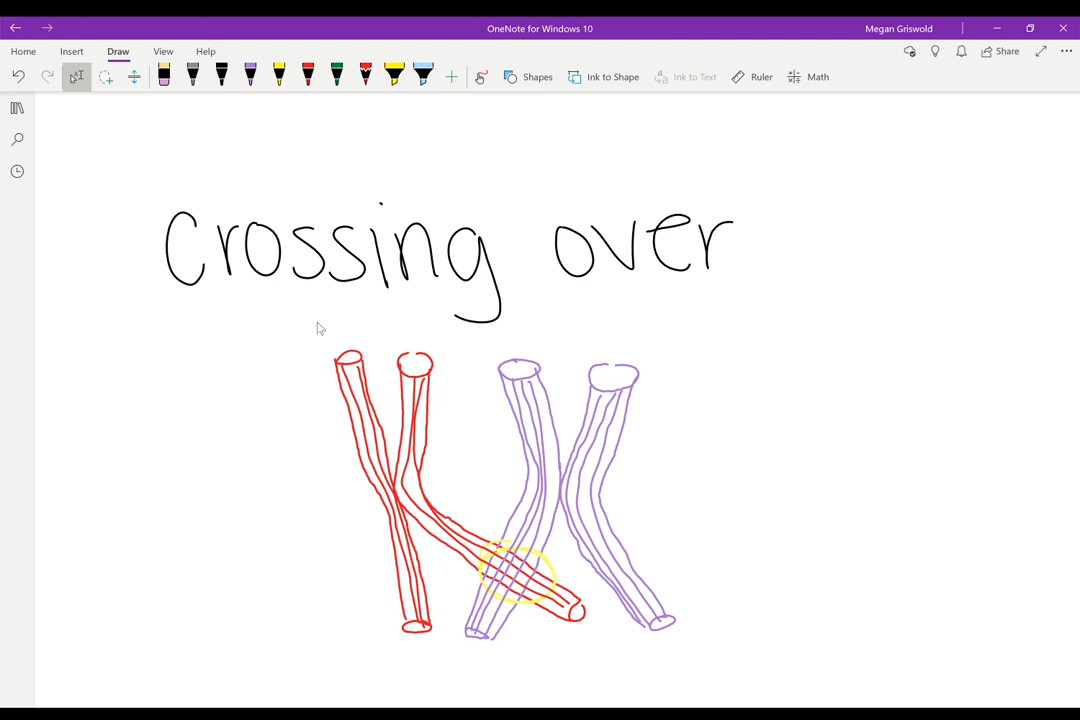 OneNote for Windows 10
Megan Griswold
Home Insert Draw View Help
Share
Shapes Ink to Shape Ink to Text Ruler Math
Crossing over